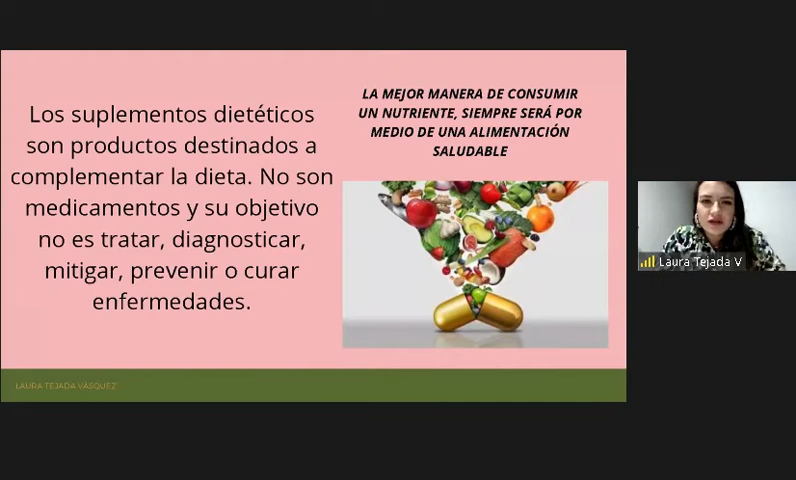 Los suplementos dietéticos
son productos destinados a
complementar la dieta. No son
medicamentos y su objetivo
no es tratar, diagnosticar,
mitigar, prevenir o curar
enfermedades.
LA MEJOR MANERA DE CONSUMIR
UN NUTRIENTE, SIEMPRE SERÁ POR
MEDIO DE UNA ALIMENTACIÓN
SALUDABLE
Laura Tejada V
LAURA TEJADA VÁSQUEZ